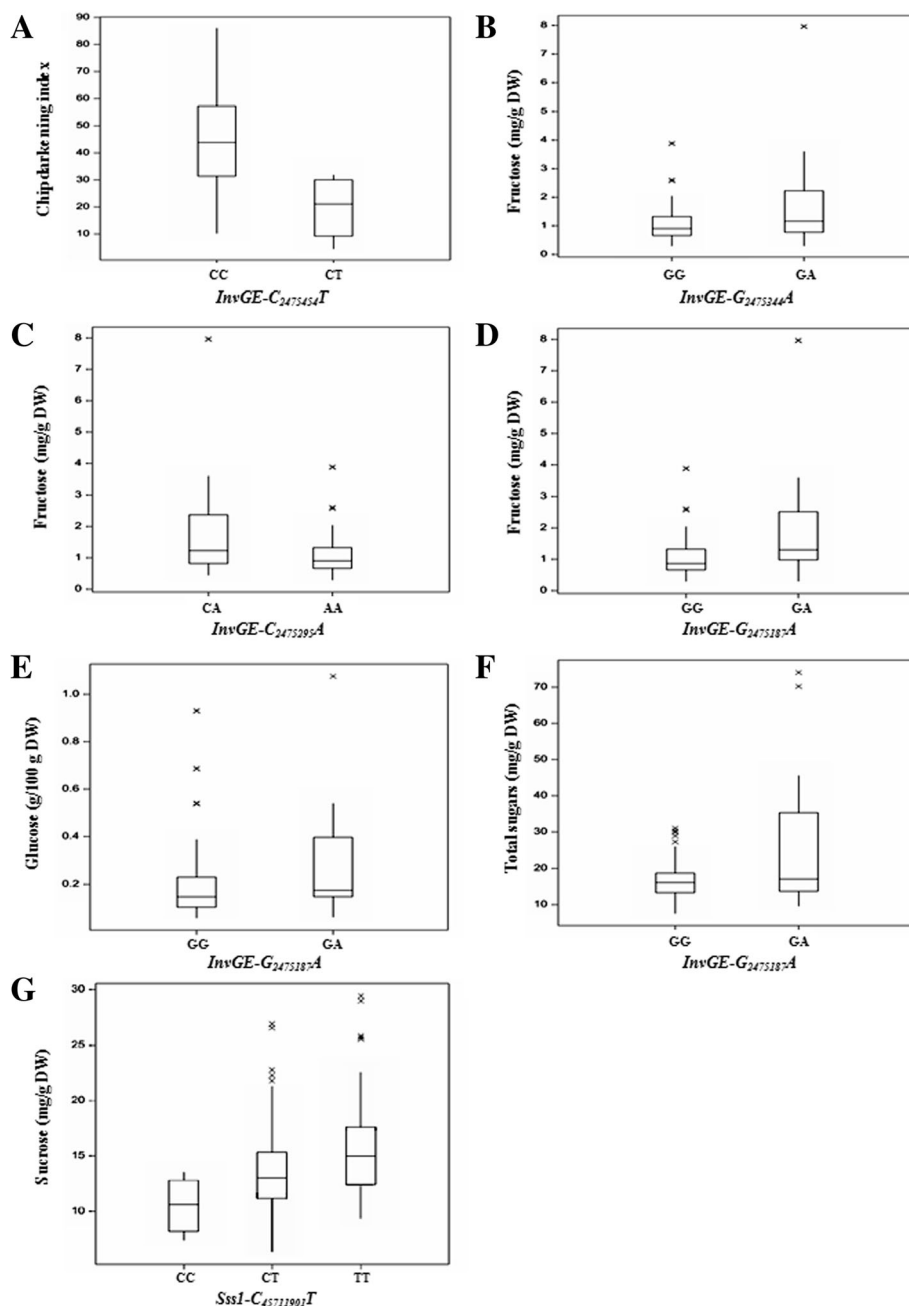 A
Chip darkening index
90
80
70
60
50
40
30
20
10
CC CT
InvGE-C2475454T
B
Fructose (mg/g DW)
8
7
6
5
4
3
2
1
0
GG GA
InvGE-G2475344A
C
Fructose (mg/g DW)
8
7
6
5
4
3
2
1
0
CA AA
InvGE-C2475295A
D
Fructose (mg/g DW)
8
7
6
5
4
3
2
1
0
GG GA
InvGE-G2475187A
E
Glucose (g/100 g DW)
1.0
0.8
0.6
0.4
0.2
GG GA
InvGE-G2475187A
F
Total sugars (mg/g DW)
70
60
50
40
30
20
10
GG GA
InvGE-G2475187A
G
Sucrose (mg/g DW)
30
25
20
15
10
CC CT TT
Sss1-C45711901T